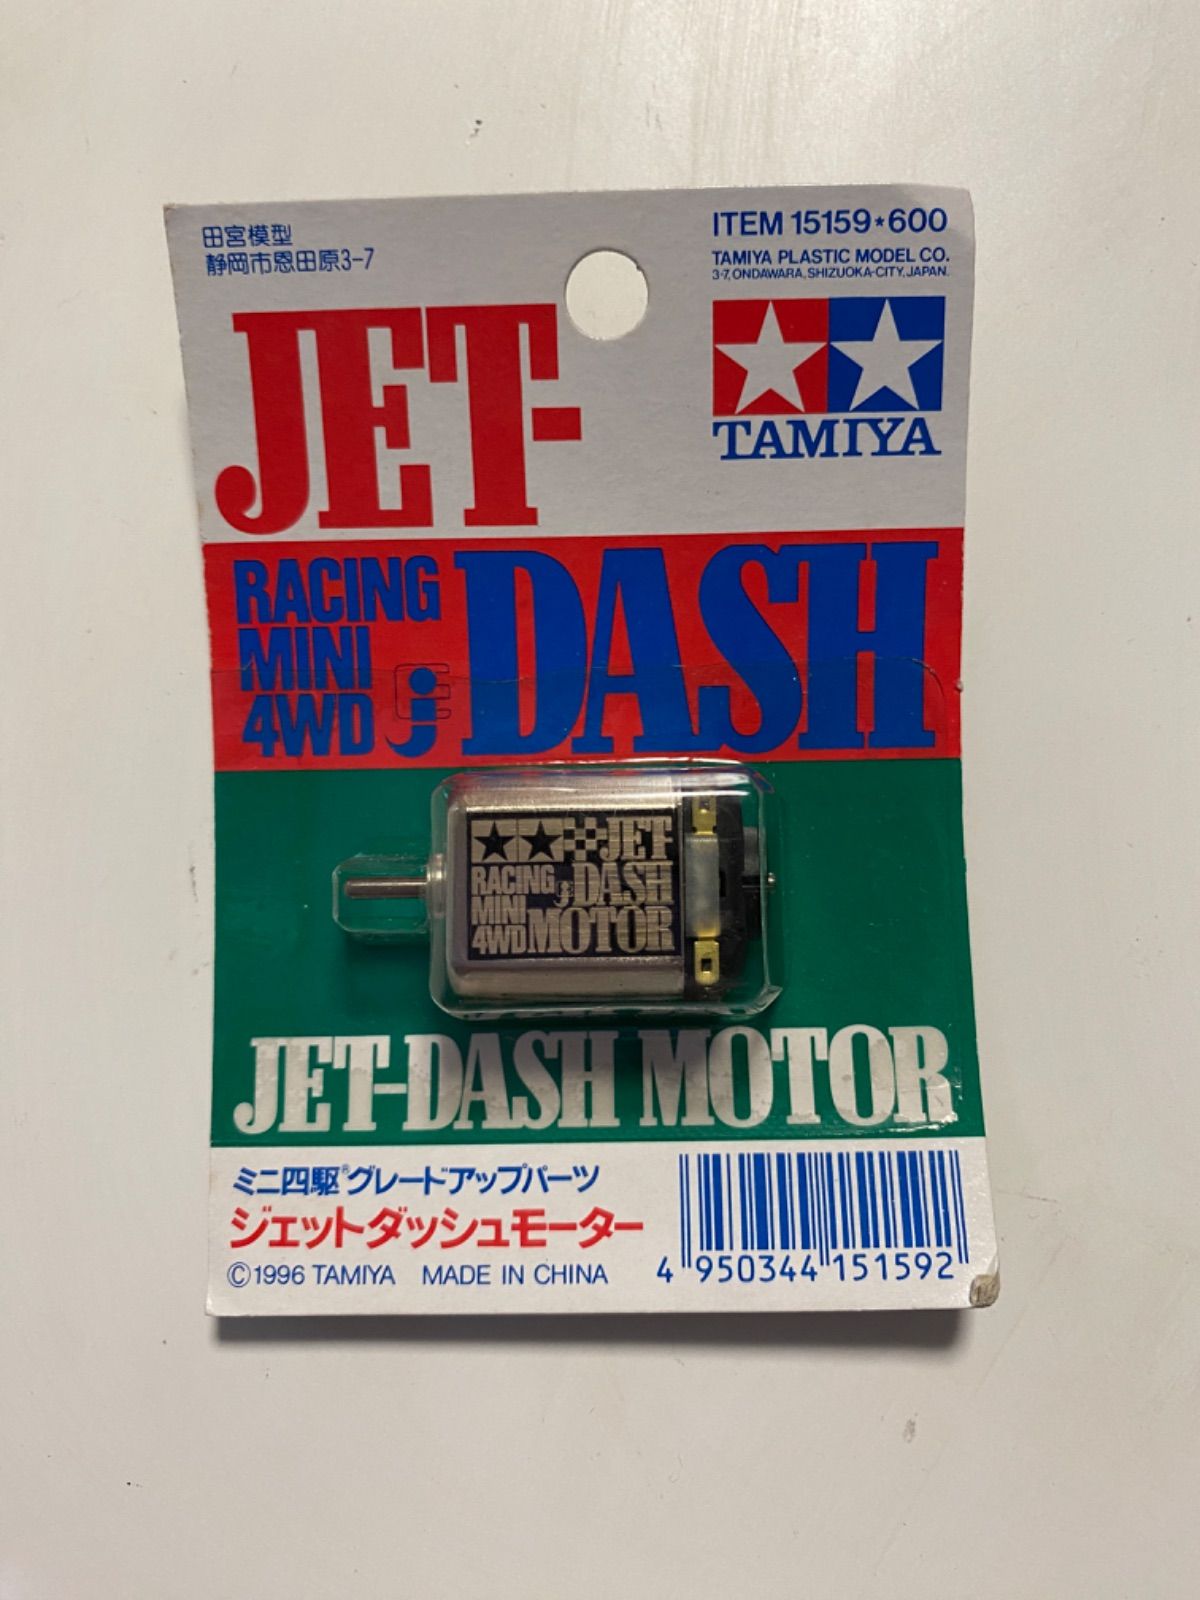 田宮模型
静岡市恩田原3-7
ITEM 15159★600
TAMIYA PLASTIC MODEL CO.
3-7, ONDAWARA, SHIZUOKA-CITY, JAPAN.
TAMIYA
JET-
RACING
MINI
4WD
DASH
JET-
RACING
DASH
MINI
4WD
MOTOR
JET-DASH MOTOR
ミニ四駆®グレードアップパーツ
ジェットダッシュモーター
©1996 TAMIYA MADE IN CHINA
4 950344 151592